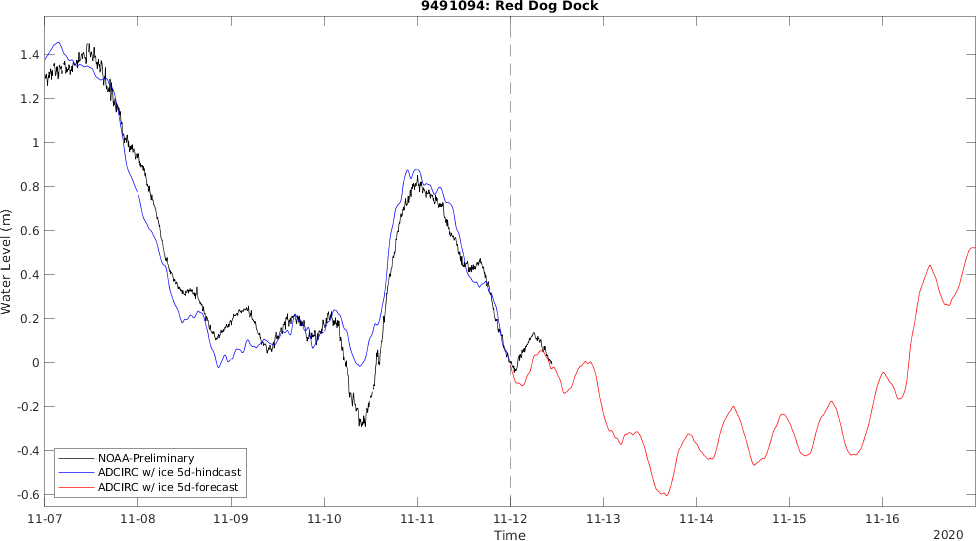 9491094: Red Dog Dock
Water Level (m)
1.4
1.2
1
0.8
0.6
0.4
0.2
0
-0.2
-0.4
-0.6
NOAA-Preliminary
ADCIRC w/ ice 5d-hindcast
ADCIRC w/ ice 5d-forecast
11-07 11-08 11-09 11-10 11-11 11-12 11-13 11-14 11-15 11-16
Time
2020